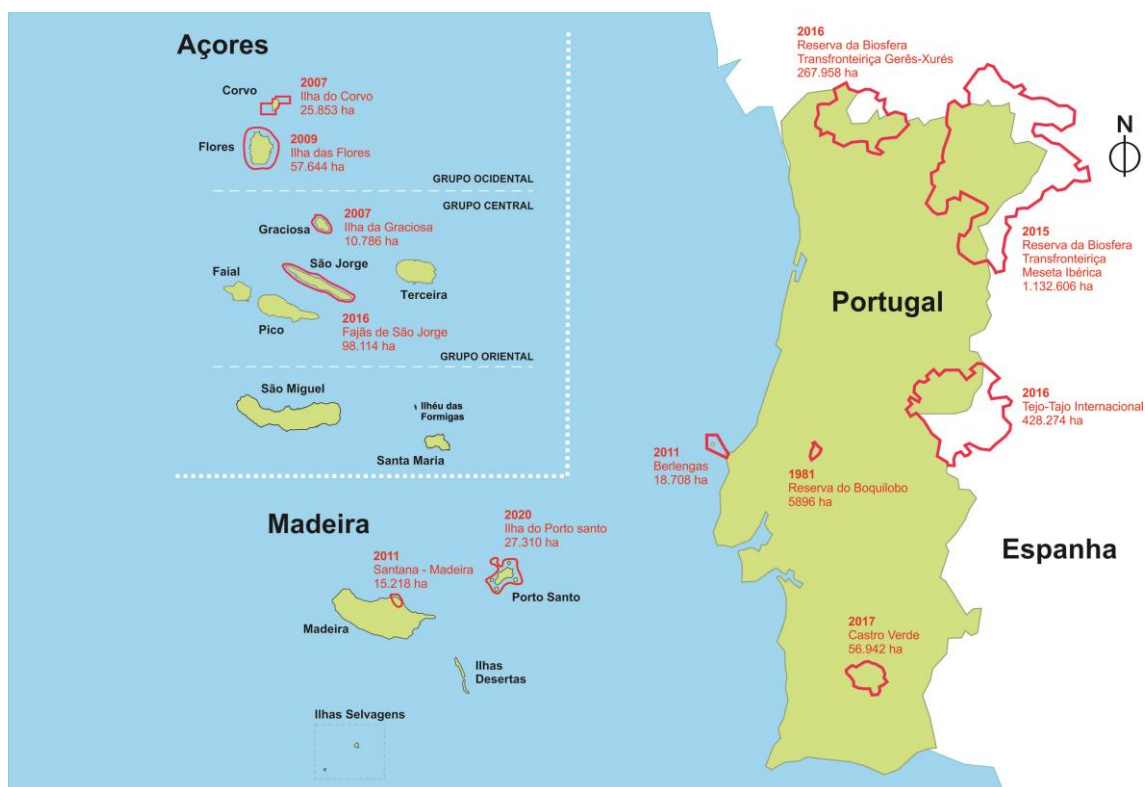 Açores
Corvo
2007
Ilha do Corvo
25.853 ha
Flores
2009
Ilha das Flores
57.644 ha
GRUPO OCIDENTAL
GRUPO CENTRAL
Graciosa
2007
Ilha da Graciosa
10.786 ha
São Jorge
Faial
Pico
Terceira
2016
Fajãs de São Jorge
98.114 ha
GRUPO ORIENTAL
São Miguel
Ilhéu das
Formigas
Santa Maria
Madeira
2011
Santana - Madeira
15.218 ha
Madeira
2020
Ilha do Porto santo
27.310 ha
Porto Santo
Ilhas
Desertas
Ilhas Selvagens
2016
Reserva da Biosfera
Transfronteiriça Gerês-Xurés
267.958 ha
N
2015
Reserva da Biosfera
Transfronteiriça
Meseta Ibérica
1.132.606 ha
Portugal
2016
Tejo-Tajo Internacional
428.274 ha
2011
Berlengas
18.708 ha
1981
Reserva do Boquilobo
5896 ha
Espanha
2017
Castro Verde
56.942 ha